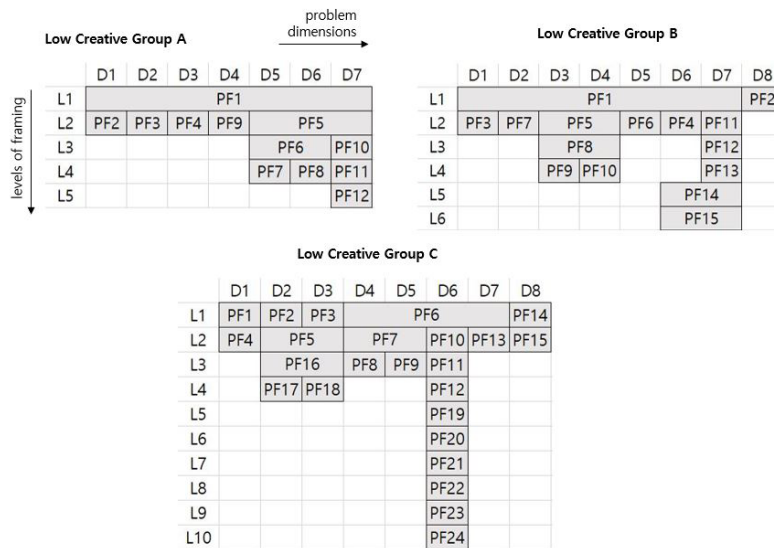 problem dimensions
Low Creative Group A
D1 D2 D3 D4 D5 D6 D7
levels of framing
L1 PF1
L2 PF2 PF3 PF4 PF9 PF5
L3 PF6 PF10
L4 PF7 PF8 PF11
L5 PF12
Low Creative Group B
D1 D2 D3 D4 D5 D6 D7 D8
L1 PF1 PF2
L2 PF3 PF7 PF5 PF6 PF4 PF11
L3 PF8 PF12
L4 PF9 PF10 PF13
L5 PF14
L6 PF15
Low Creative Group C
D1 D2 D3 D4 D5 D6 D7 D8
L1 PF1 PF2 PF3 PF6 PF14
L2 PF4 PF5 PF7 PF10 PF13 PF15
L3 PF16 PF8 PF9 PF11
L4 PF17 PF18 PF12
L5 PF19
L6 PF20
L7 PF21
L8 PF22
L9 PF23
L10 PF24